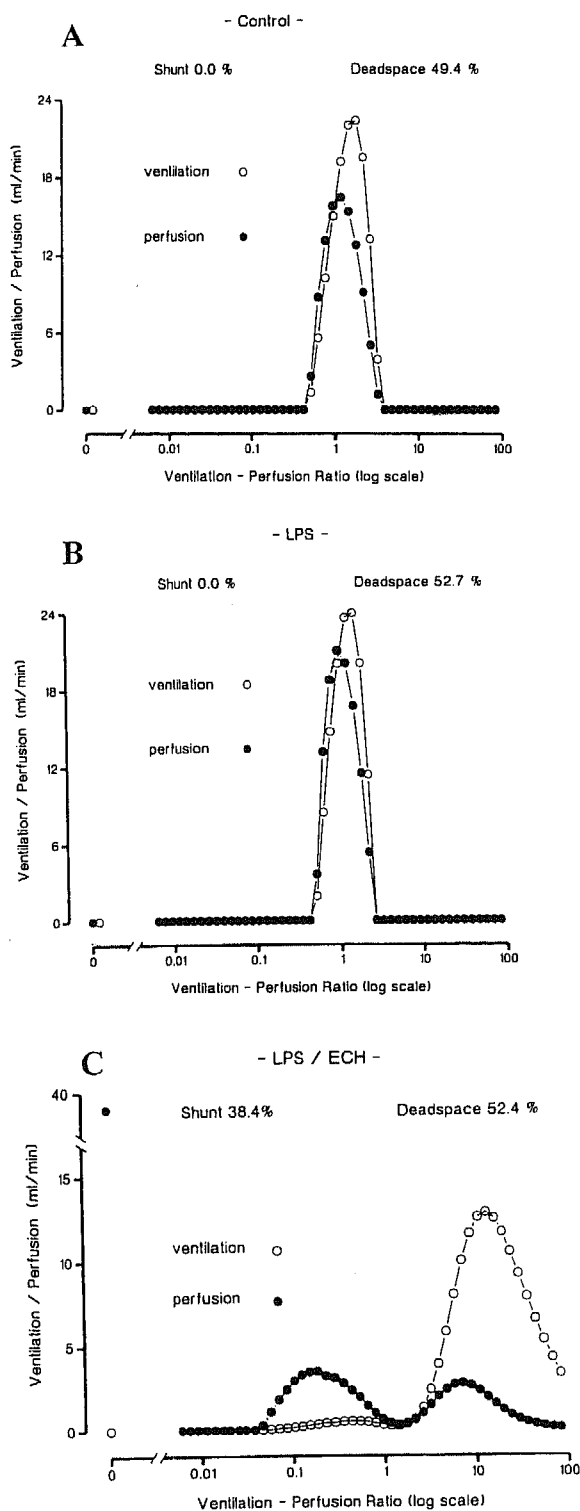 A
- Control -
Shunt 0.0 %
Deadspace 49.4 %
24
18
12
6
0
Ventilation / Perfusion (ml/min)
ventilation
perfusion
0
0.01
0.1
1
10
100
Ventilation - Perfusion Ratio (log scale)
B
- LPS -
Shunt 0.0 %
Deadspace 52.7 %
24
18
12
6
0
Ventilation / Perfusion (ml/min)
ventilation
perfusion
0
0.01
0.1
1
10
100
Ventilation - Perfusion Ratio (log scale)
C
- LPS / ECH -
Shunt 38.4%
Deadspace 52.4 %
40
15
10
5
0
Ventilation / Perfusion (ml/min)
ventilation
perfusion
0
0.01
0.1
1
10
100
Ventilation - Perfusion Ratio (log scale)